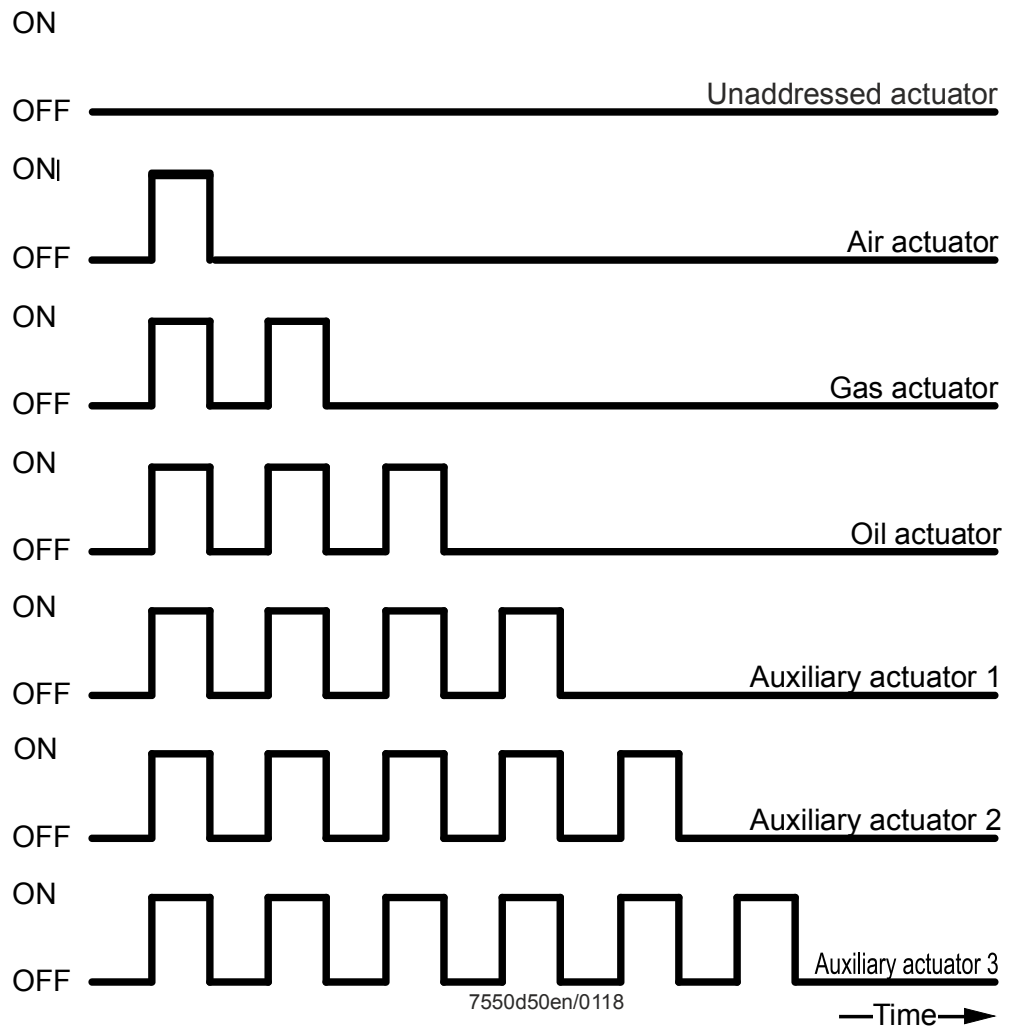 ON
Unaddressed actuator
OFF
ON
Air actuator
OFF
ON
Gas actuator
OFF
ON
Oil actuator
OFF
ON
Auxiliary actuator 1
OFF
ON
Auxiliary actuator 2
OFF
ON
Auxiliary actuator 3
OFF
7550d50en/0118
Time